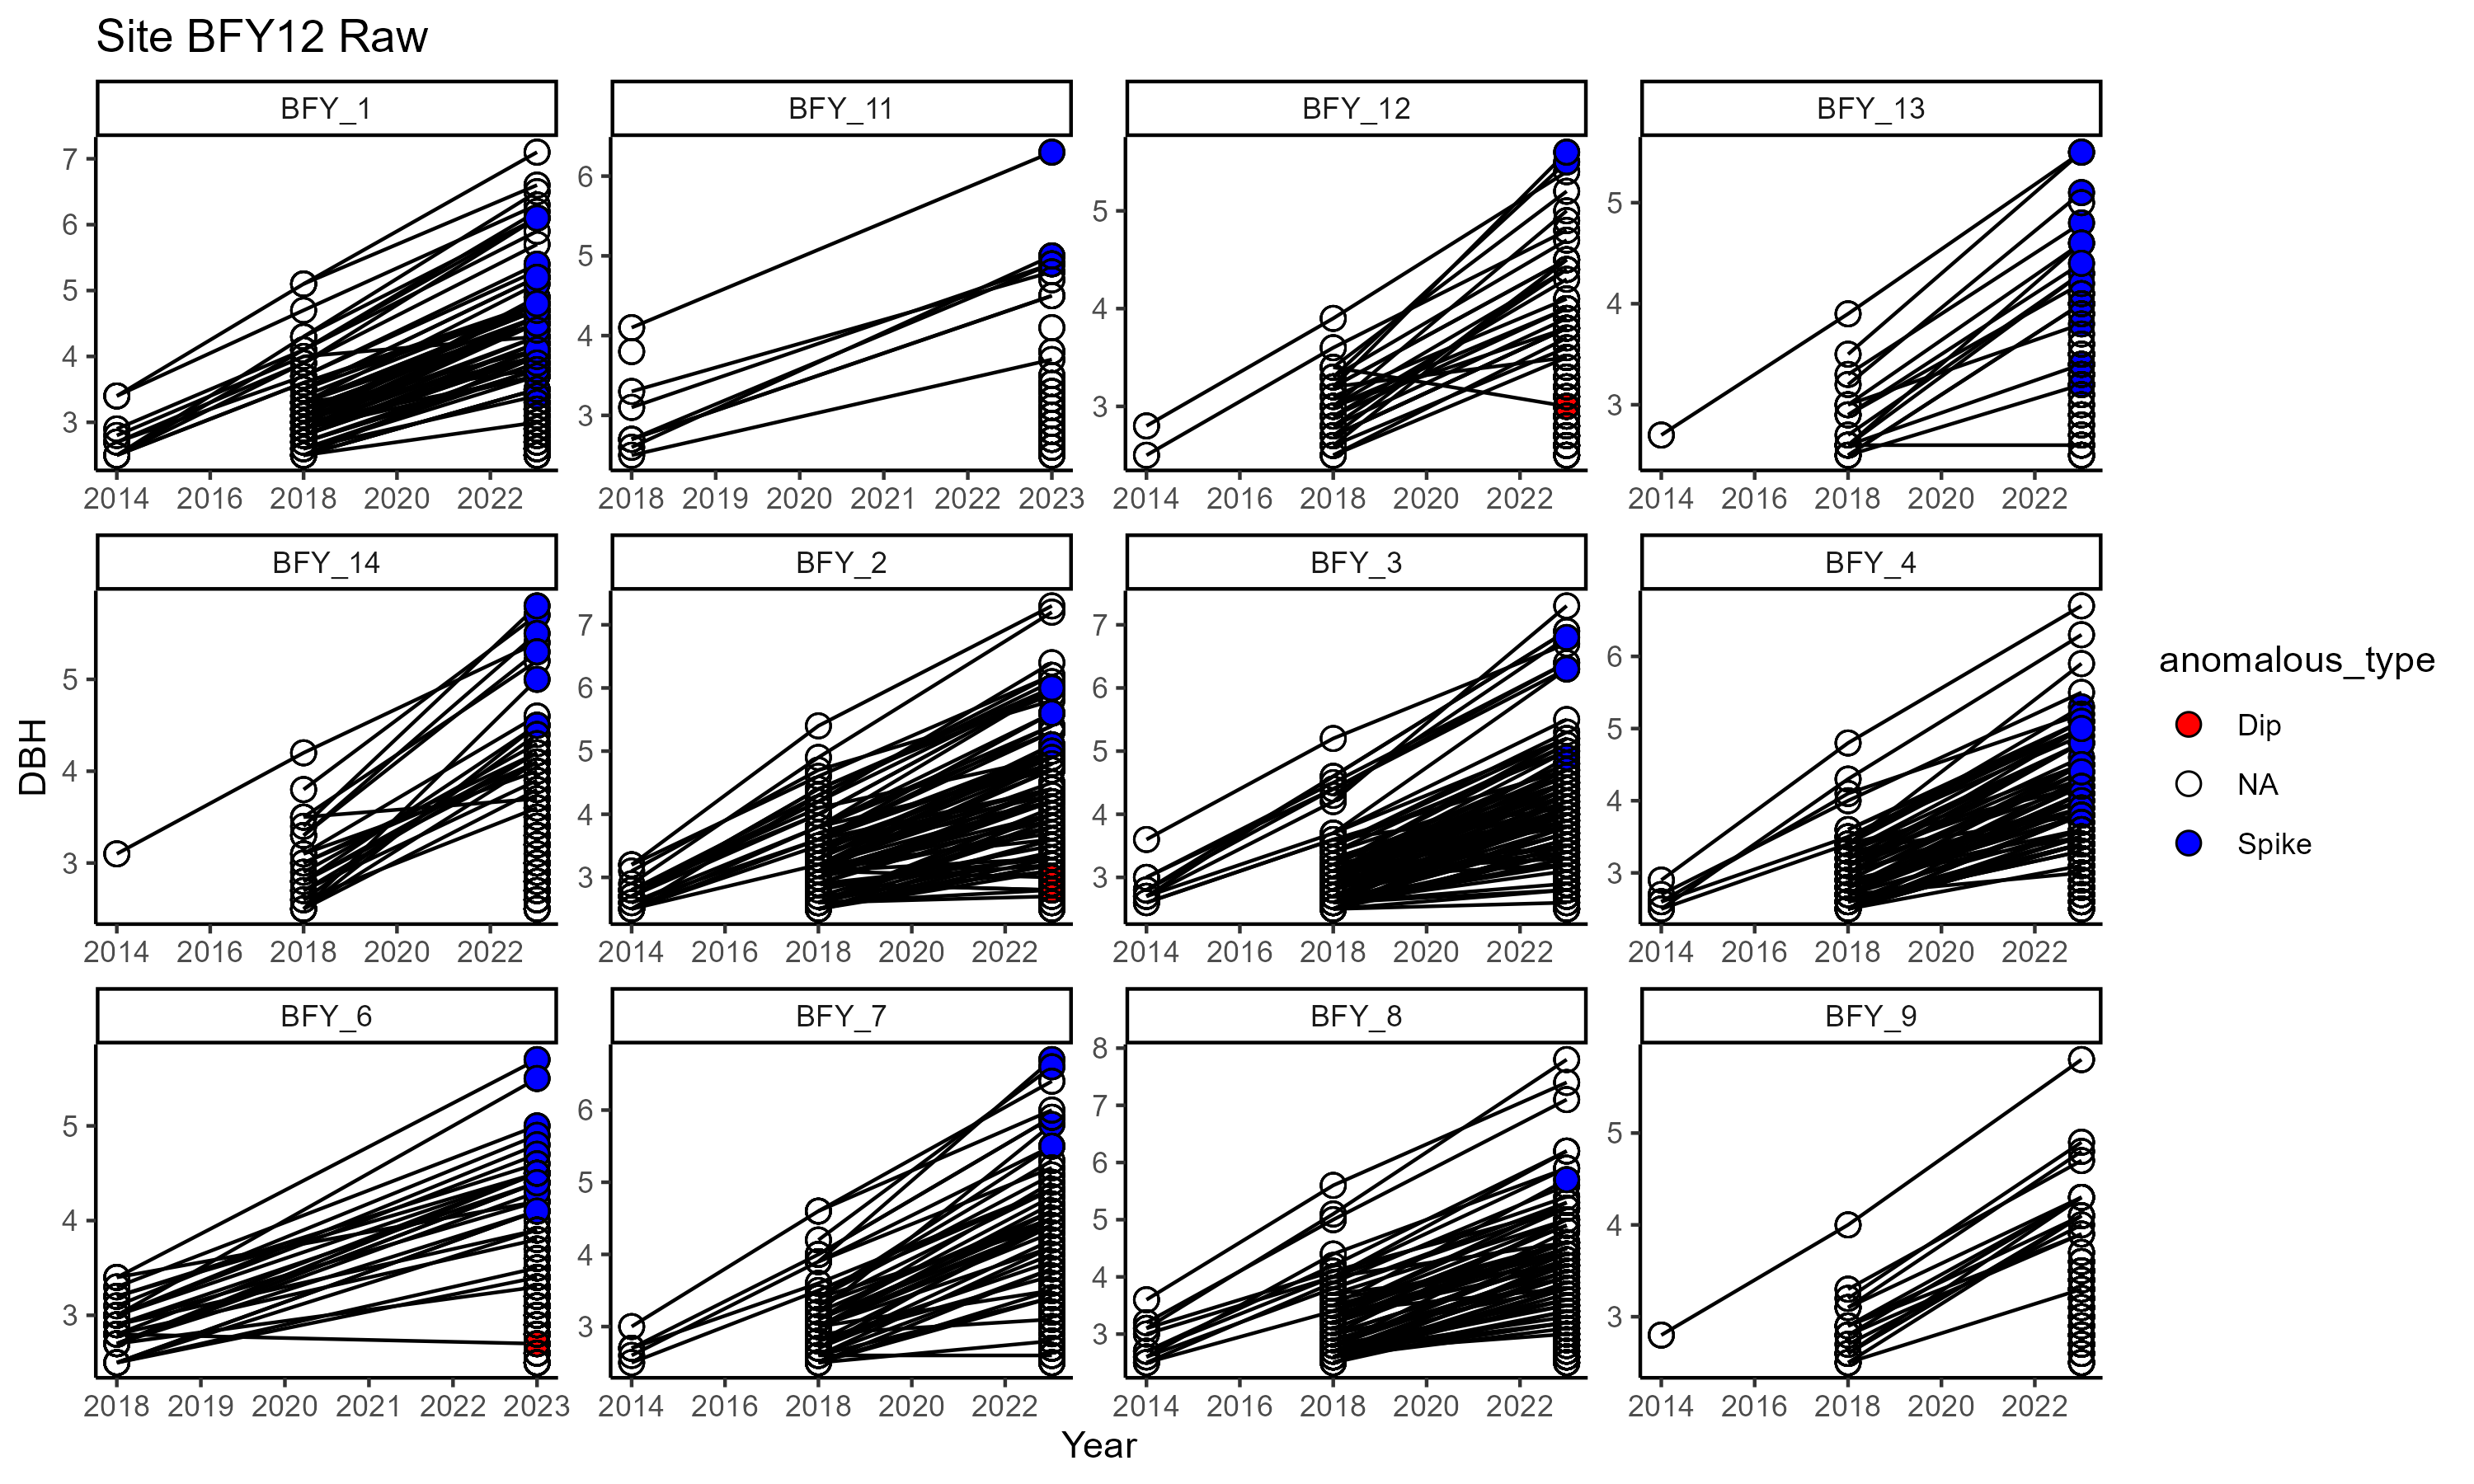 Site BFY12 Raw
BFY_1 BFY_11 BFY_12 BFY_13
7 6 5 4 3
6 5 4 3
5 4 3
5 4 3
2014 2016 2018 2020 2022
2018 2019 2020 2021 2022 2023
2014 2016 2018 2020 2022
2014 2016 2018 2020 2022
BFY_14 BFY_2 BFY_3 BFY_4
5 4 3
7 6 5 4 3
7 6 5 4 3
6 5 4 3
2014 2016 2018 2020 2022
2014 2016 2018 2020 2022
2014 2016 2018 2020 2022
2014 2016 2018 2020 2022
BFY_6 BFY_7 BFY_8 BFY_9
5 4 3
6 5 4 3
8 7 6 5 4 3
5 4 3
2018 2019 2020 2021 2022 2023
2014 2016 2018 2020 2022
2014 2016 2018 2020 2022
2014 2016 2018 2020 2022
DBH
Year
anomalous_type
Dip
NA
Spike